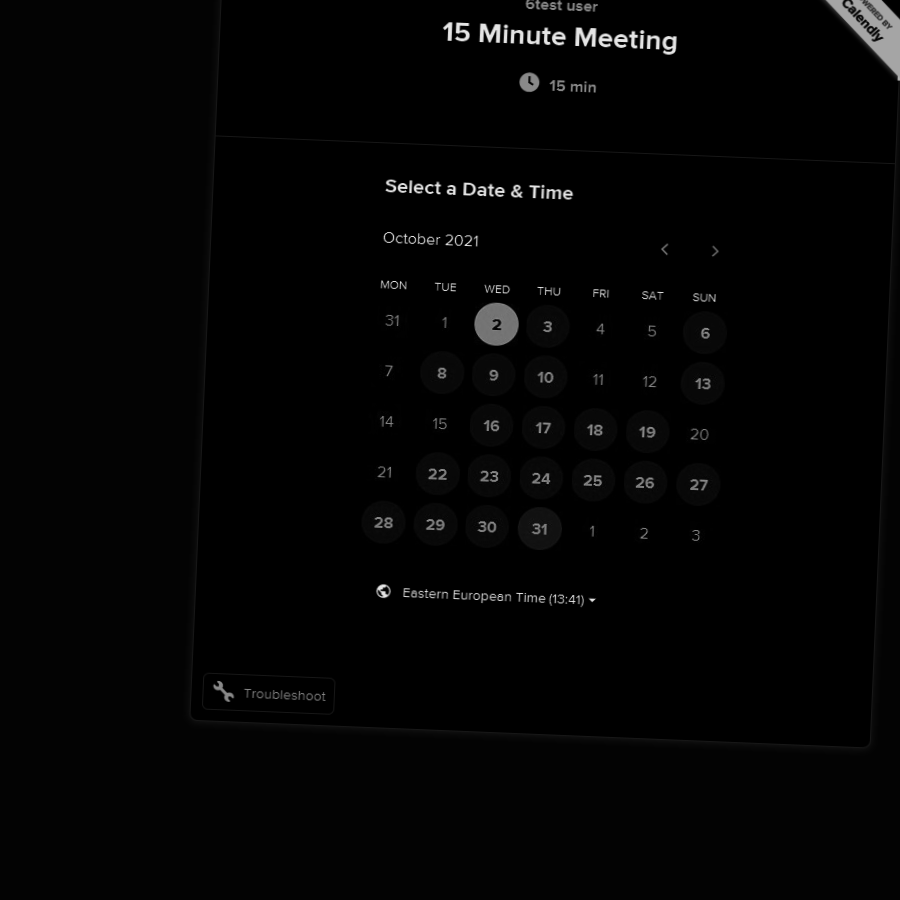 6test user
15 Minute Meeting
15 min
POWERED BY
Calendly
Select a Date & Time
October 2021
MON TUE WED THU FRI SAT SUN
31 1 2 3 4 5 6
7 8 9 10 11 12 13
14 15 16 17 18 19 20
21 22 23 24 25 26 27
28 29 30 31 1 2 3
Eastern European Time (13:41)
Troubleshoot